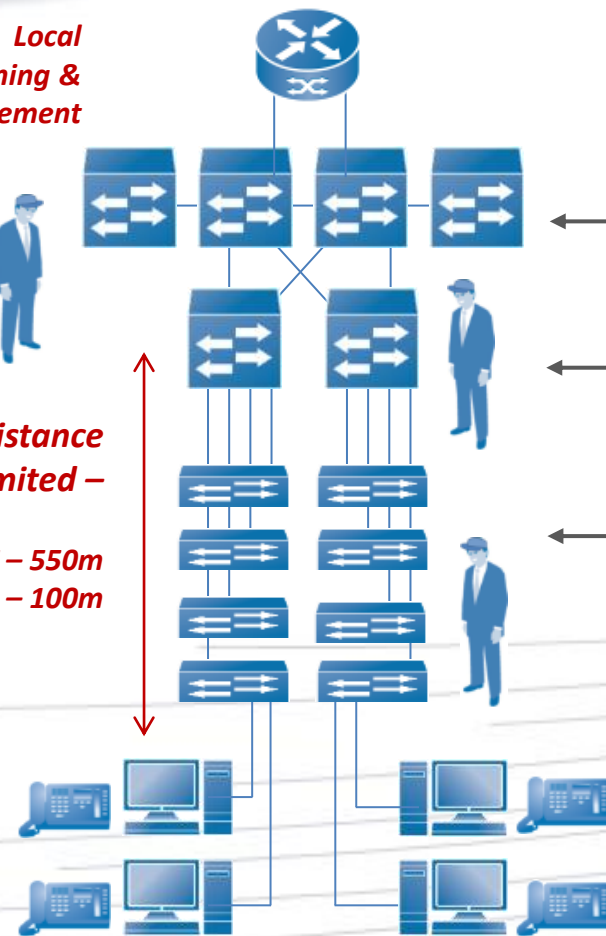 Local
ning &
ement
istance
mited –
– 550m
– 100m